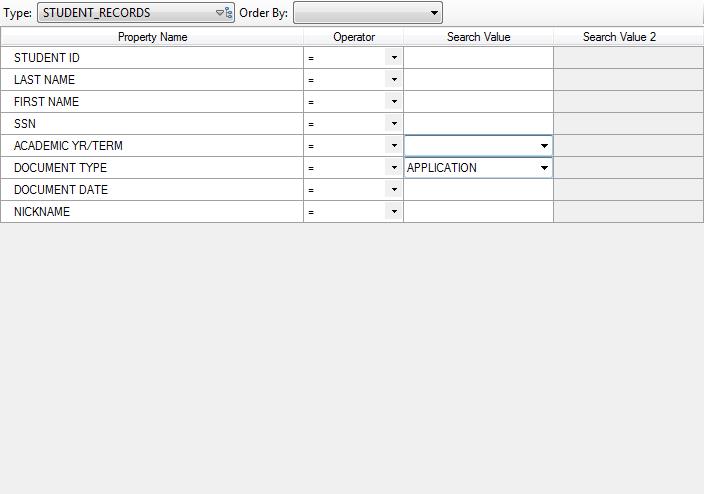 Type: STUDENT_RECORDS Order By:
Property Name Operator Search Value Search Value 2
STUDENT ID =
LAST NAME =
FIRST NAME =
SSN =
ACADEMIC YR/TERM =
DOCUMENT TYPE = APPLICATION
DOCUMENT DATE =
NICKNAME =